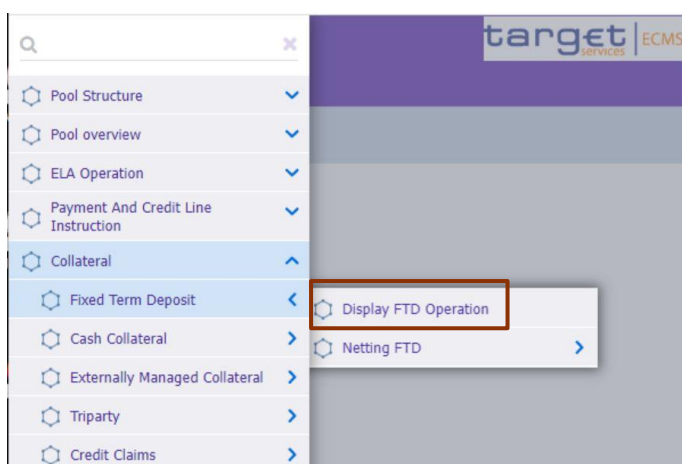 target
services
ECMS
Pool Structure
Pool overview
ELA Operation
Payment And Credit Line
Instruction
Collateral
Fixed Term Deposit
Display FTD Operation
Cash Collateral
Netting FTD
Externally Managed Collateral
Triparty
Credit Claims